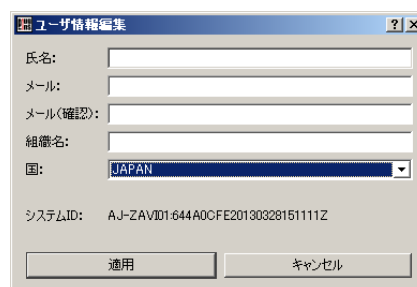 ユーザ情報編集
氏名:
メール:
メール(確認):
組織名:
国: JAPAN
システムID: AJ-ZAVI01:644A0CFE20130328151111Z
適用 キャンセル